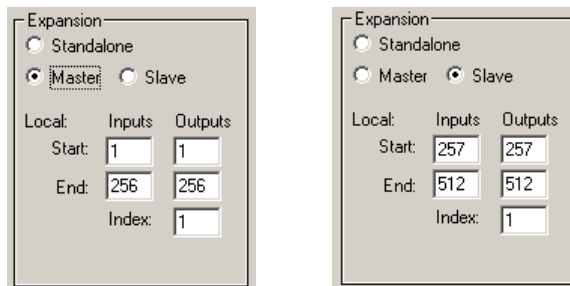 Expansion
Standalone
Master Slave
Local: Inputs Outputs
Start: 1 1
End: 256 256
Index: 1
Expansion
Standalone
Master Slave
Local: Inputs Outputs
Start: 257 257
End: 512 512
Index: 1